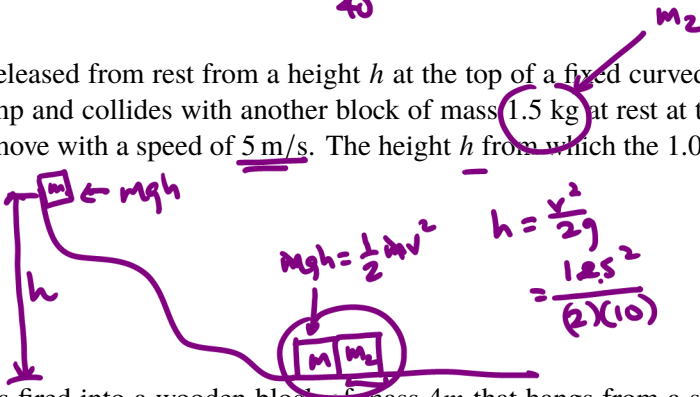 40
m2
eleased from rest from a height h at the top of a fixed curved
mp and collides with another block of mass 1.5 kg at rest at t
move with a speed of 5 m/s. The height h from which the 1.0
m ← mgh
h = v²/2g
mgh = ½mv²
= 12.5²/(2)(10)
h
m m2
s fired into a wooden block of mass 4m that hangs from a